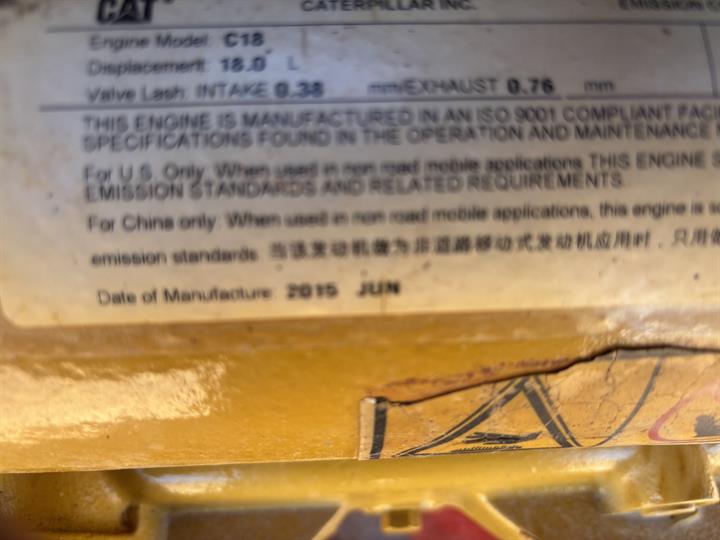 CAT CATERPILLAR INC. EMISSION
Engine Model: C18
Displacement: 18.0 L
Valve Lash: INTAKE 0.38 mm/EXHAUST 0.76 mm
THIS ENGINE IS MANUFACTURED IN AN ISO 9001 COMPLIANT
SPECIFICATIONS FOUND IN THE OPERATION AND MAINTENANCE
For U.S. Only: When used in non road mobile applications THIS ENGINE
EMISSION STANDARDS AND RELATED REQUIREMENTS.
For China only: When used in non road mobile applications, this engine is
emission standards. 当该发动机做为非道路移动式发动机应用时，只用
Date of Manufacture: 2015 JUN